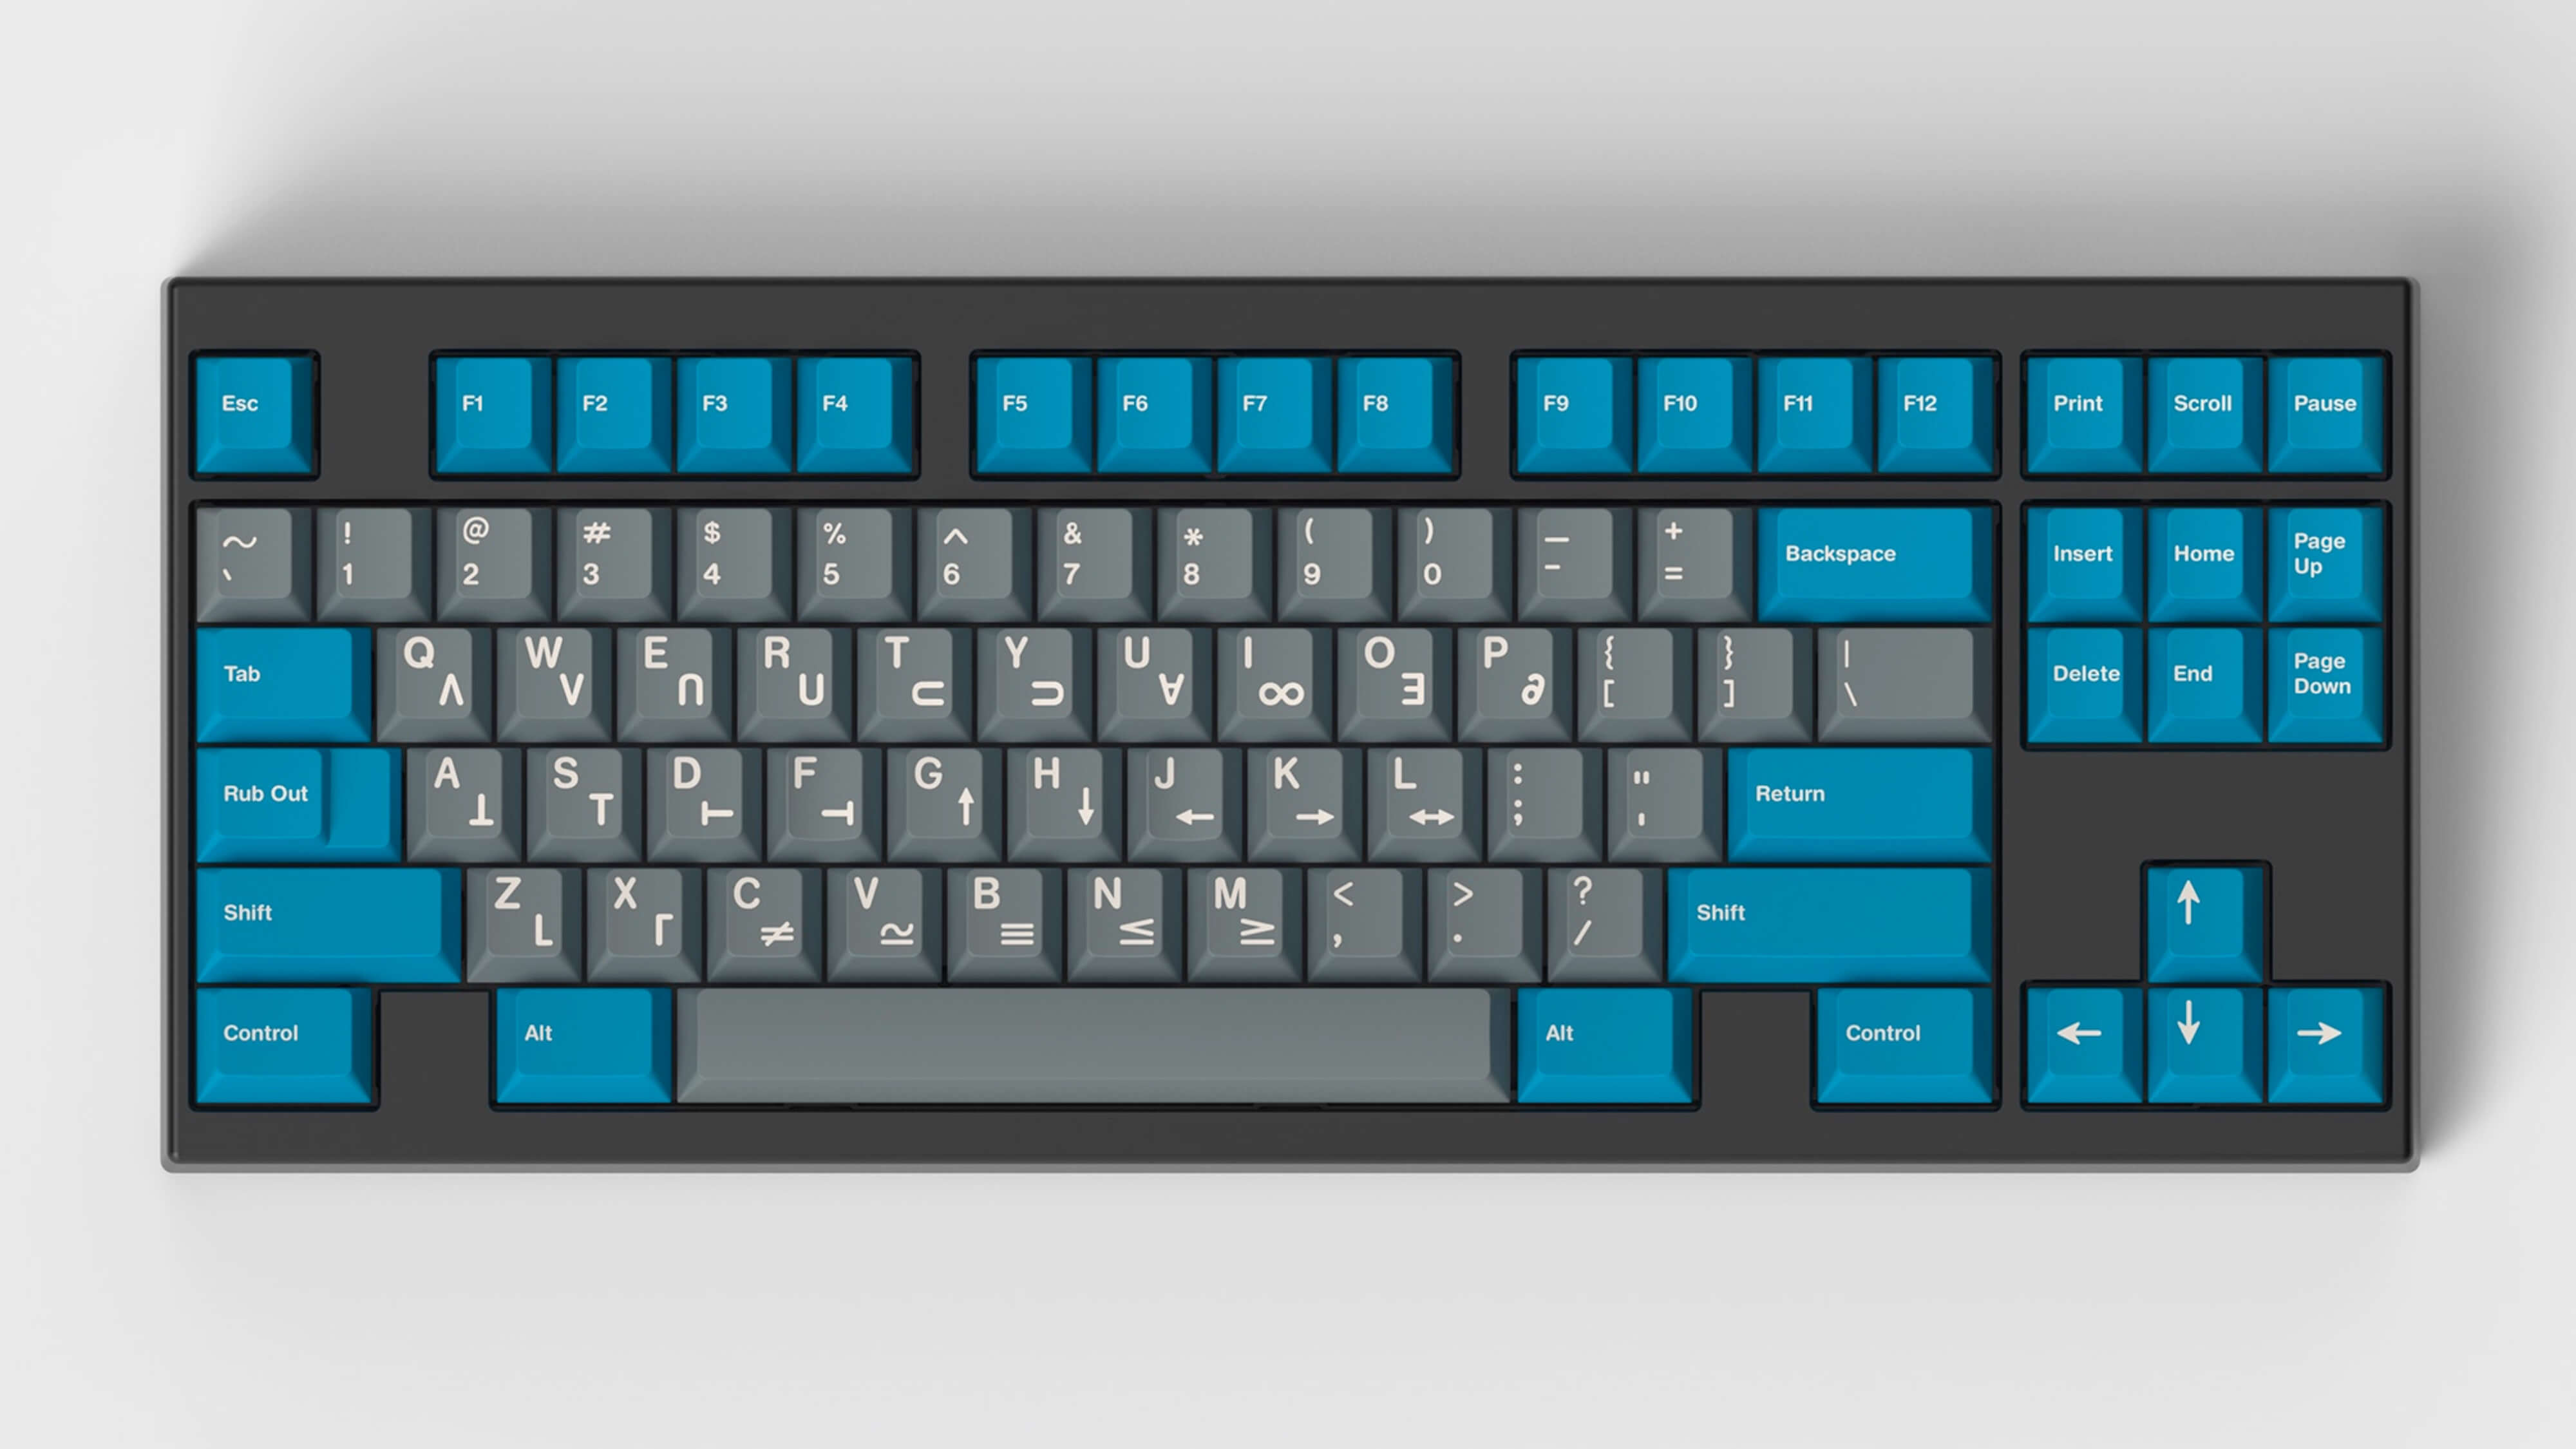 Esc F1 F2 F3 F4 F5 F6 F7 F8 F9 F10 F11 F12 Print Scroll Pause
~ ! @ # $ % ^ & * ( ) — +
` 1 2 3 4 5 6 7 8 9 0 - = Backspace Insert Home Page Up
Tab Q W E R T Y U I O P { } | Delete End Page Down
∧ ∨ ∩ ∪ ⊂ ⊃ ∀ ∞ ∃ ∂ [ ] \
Rub Out A S D F G H J K L : " Return
⊥ ⊤ ⊢ ⊣ ↑ ↓ ← → ↔ ; '
Shift Z X C V B N M < > ? Shift ↑
⌊ ⌈ ≠ ≃ ≡ ≤ ≥ , . /
Control Alt Alt Control ← ↓ →